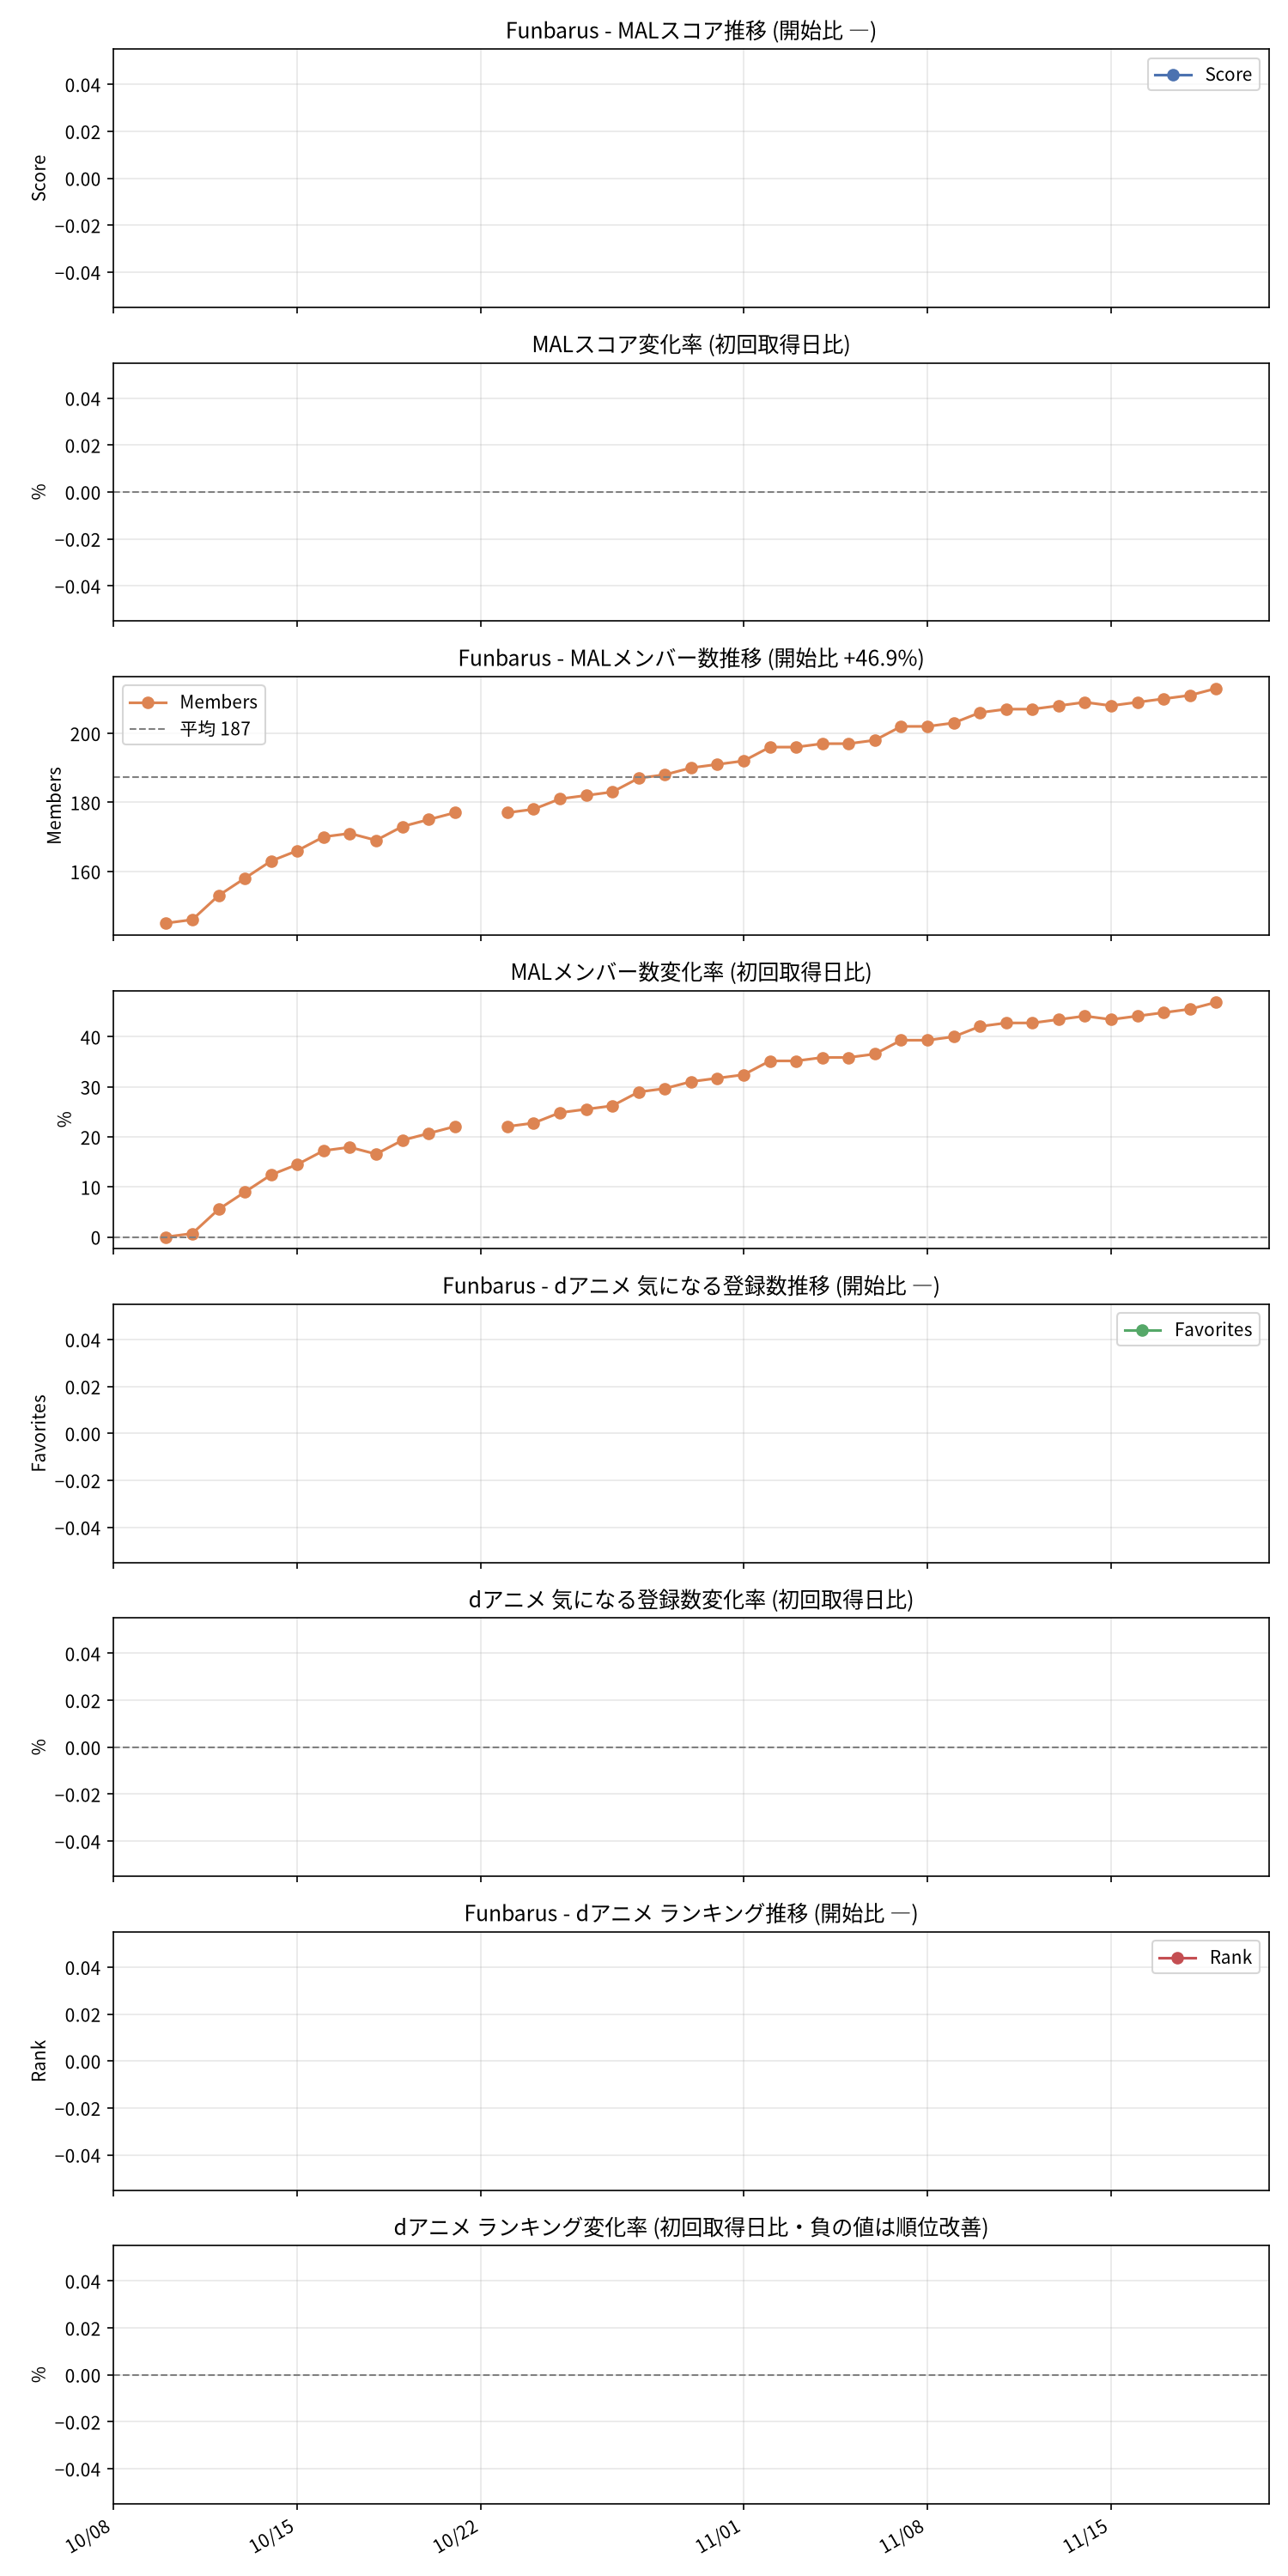 Funbarus - MALスコア推移 (開始比 —)
Score
0.04
0.02
0.00
−0.02
−0.04
Score
MALスコア変化率 (初回取得日比)
0.04
0.02
0.00
−0.02
−0.04
%
Funbarus - MALメンバー数推移 (開始比 +46.9%)
Members
平均 187
200
180
160
Members
MALメンバー数変化率 (初回取得日比)
40
30
20
10
0
%
Funbarus - dアニメ 気になる登録数推移 (開始比 —)
Favorites
0.04
0.02
0.00
−0.02
−0.04
Favorites
dアニメ 気になる登録数変化率 (初回取得日比)
0.04
0.02
0.00
−0.02
−0.04
%
Funbarus - dアニメ ランキング推移 (開始比 —)
Rank
0.04
0.02
0.00
−0.02
−0.04
Rank
dアニメ ランキング変化率 (初回取得日比・負の値は順位改善)
0.04
0.02
0.00
−0.02
−0.04
%
10/08
10/15
10/22
11/01
11/08
11/15